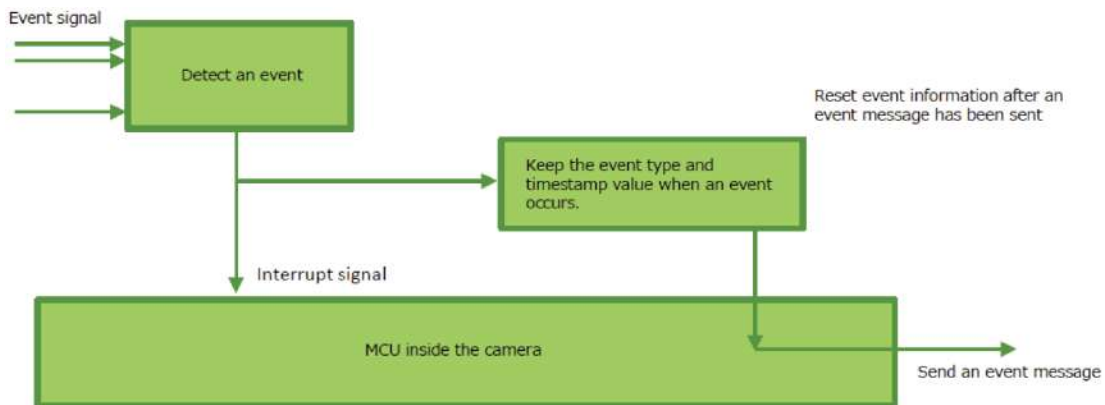 Event signal
Detect an event
Reset event information after an
event message has been sent
Keep the event type and
timestamp value when an event
occurs.
Interrupt signal
MCU inside the camera
Send an event message